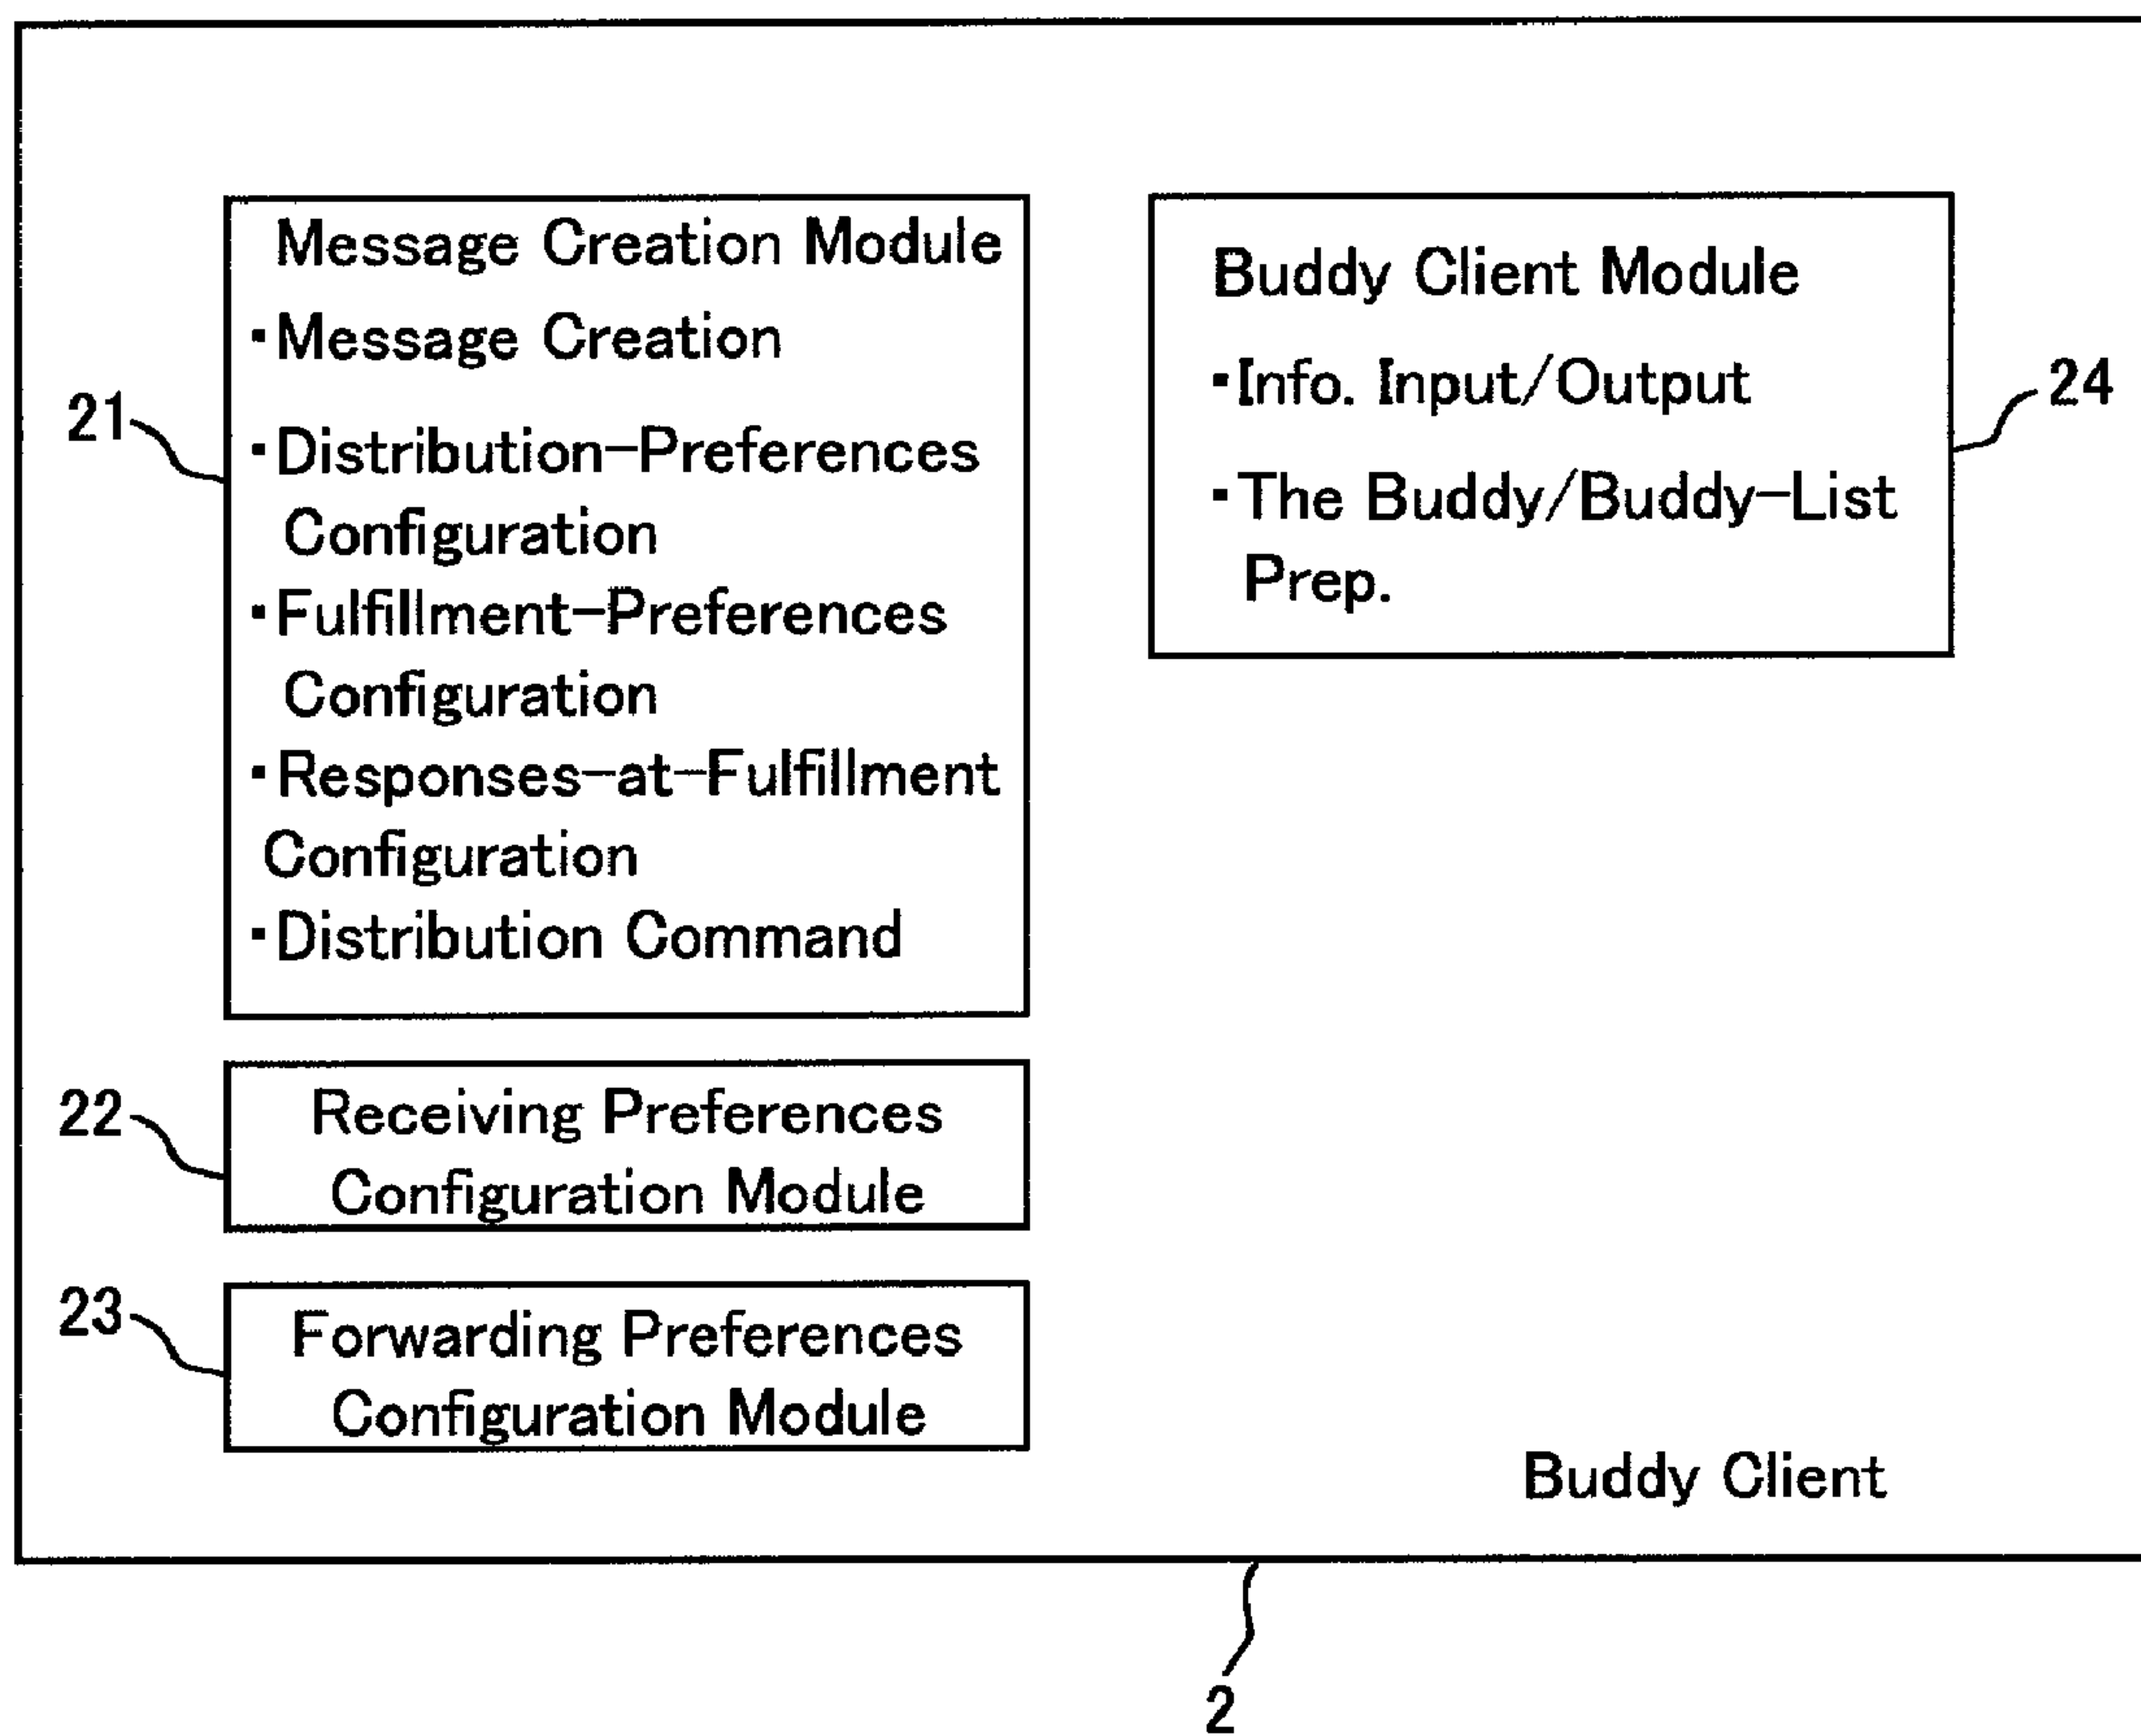 Message Creation Module
・Message Creation
・Distribution-Preferences
Configuration
・Fulfillment-Preferences
Configuration
・Responses-at-Fulfillment
Configuration
・Distribution Command
21
Buddy Client Module
・Info. Input/Output
・The Buddy/Buddy-List
Prep.
24
22
Receiving Preferences
Configuration Module
23
Forwarding Preferences
Configuration Module
Buddy Client
2